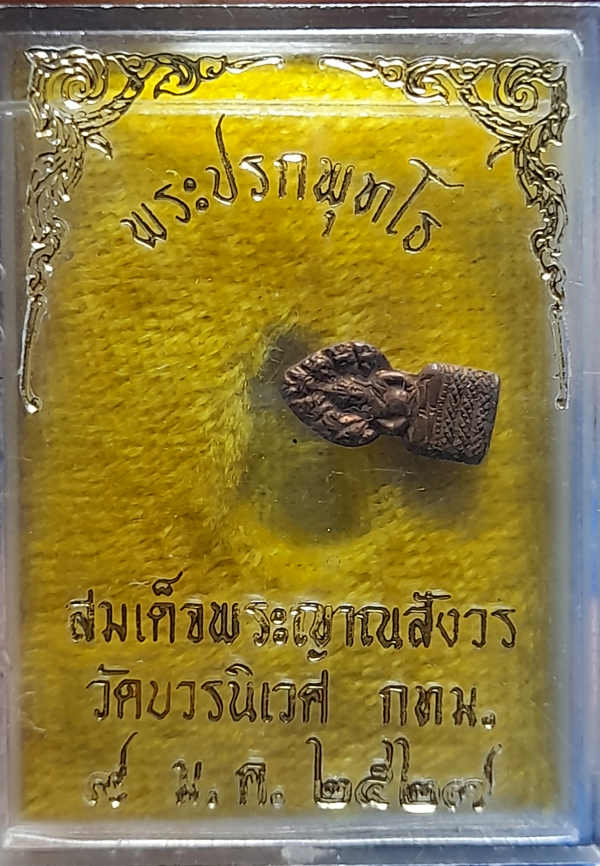 พระปรกพุทโธ
สมเด็จพระญาณสังวร
วัดบวรนิเวศ กทม.
๙ ม.ค. ๒๕๒๗